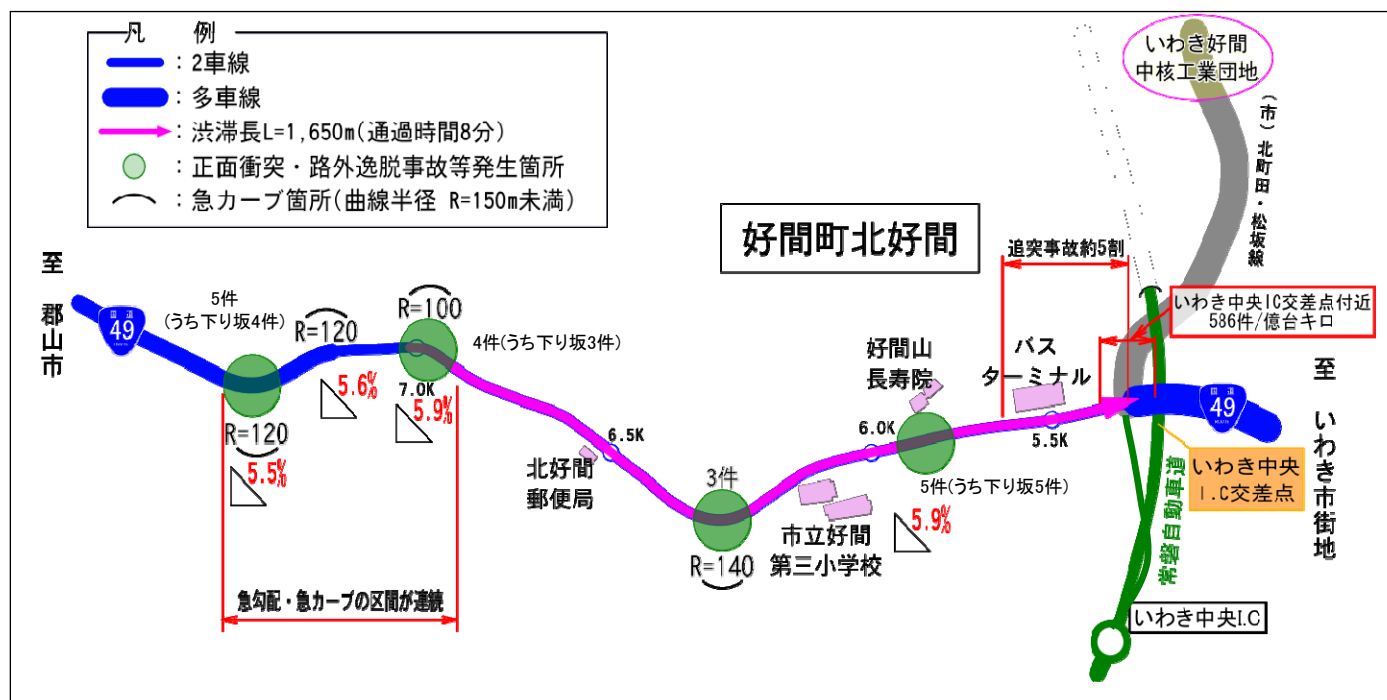 凡 例
：2車線
：多車線
：渋滞長L=1,650m(通過時間8分)
：正面衝突・路外逸脱事故等発生箇所
：急カーブ箇所(曲線半径 R=150m未満)
いわき好間
中核工業団地
(市)北町田・松坂線
好間町北好間
追突事故約5割
いわき中央IC交差点付近
586件/億台キロ
至 郡山市
国道
49
5件
(うち下り坂4件)
R=120
5.5%
R=120
5.6%
R=100
7.0K
5.9%
4件(うち下り坂3件)
6.5K
北好間
郵便局
3件
R=140
市立好間
第三小学校
好間山
長寿院
6.0K
5件(うち下り坂5件)
5.9%
バス
ターミナル
5.5K
国道
49
至 いわき市街地
いわき中央
I.C交差点
常磐自動車道
いわき中央I.C
急勾配・急カーブの区間が連続